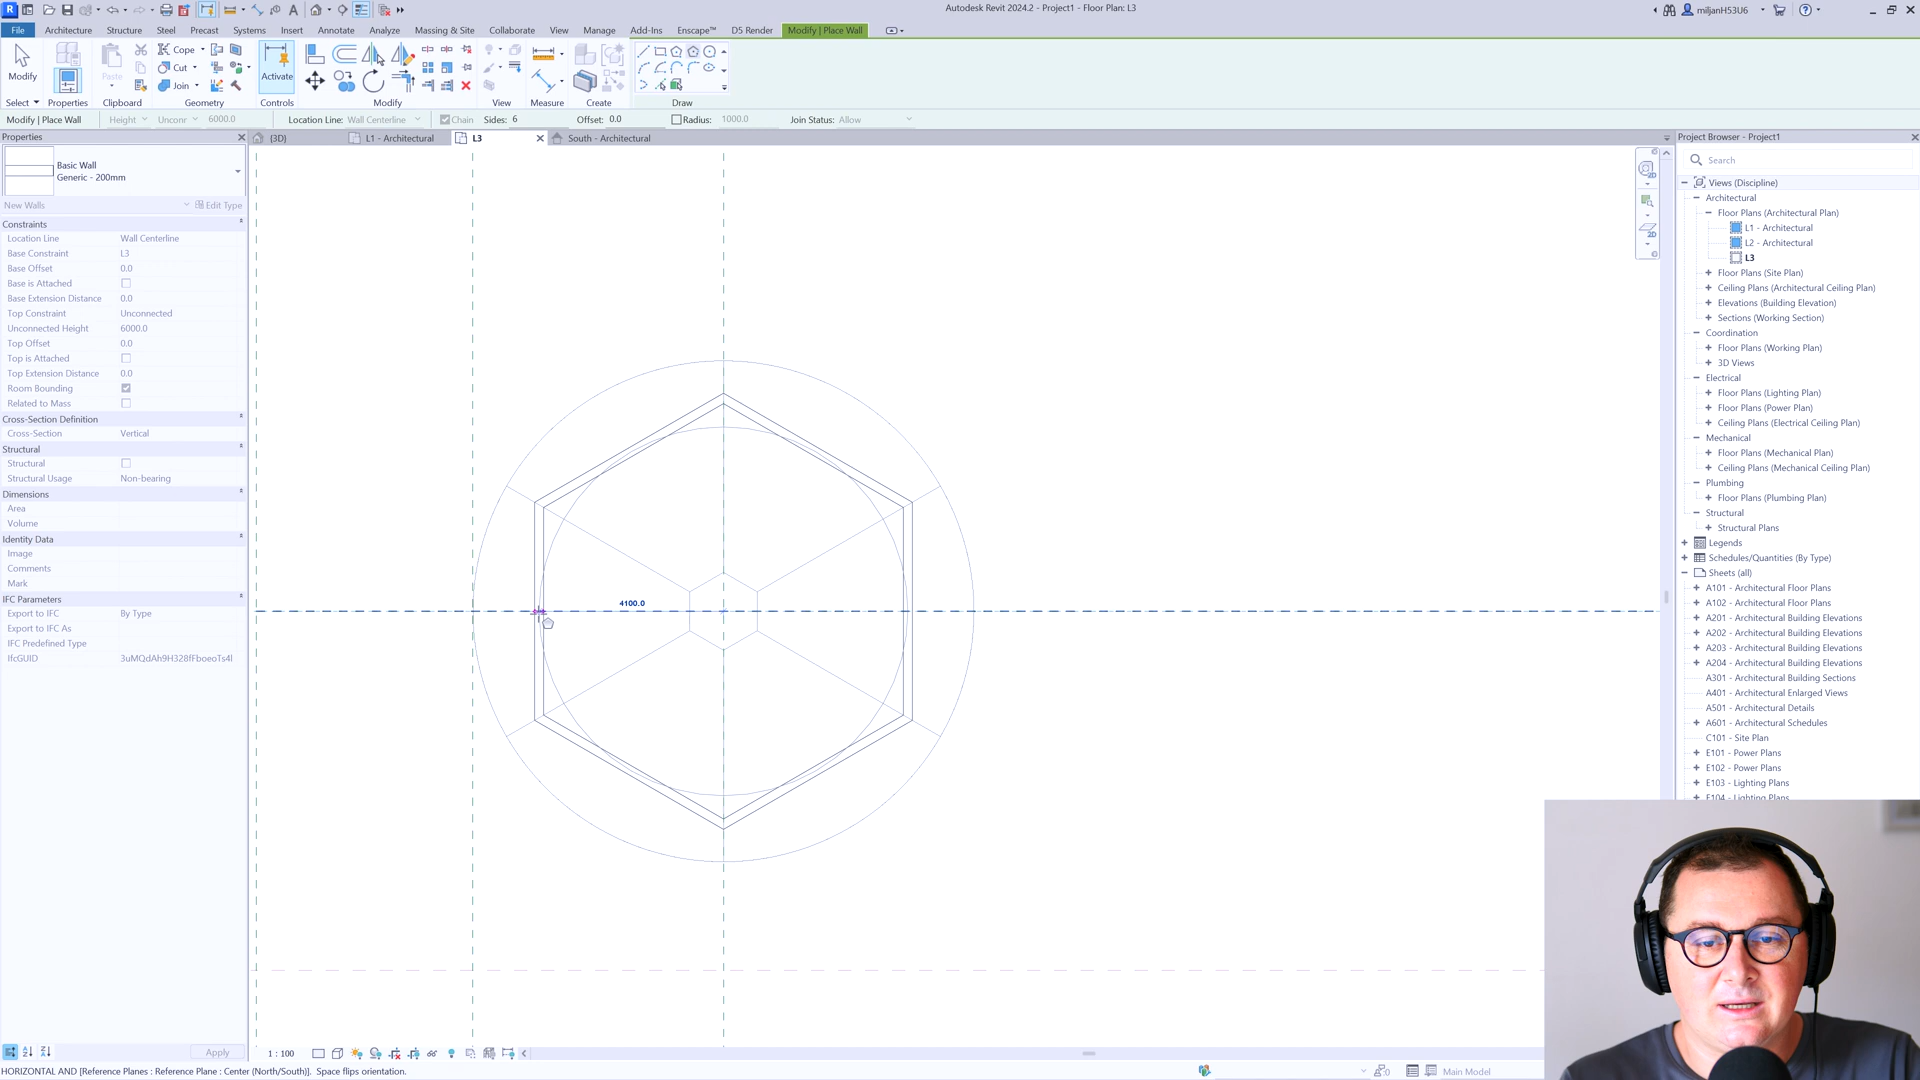 Autodesk Revit 2024.2 - Project1 - Floor Plan: L3
miljanH53U6
File
Architecture
Structure
Steel
Precast
Systems
Insert
Annotate
Analyze
Massing & Site
Collaborate
View
Manage
Add-Ins
Enscape™
D5 Render
Modify | Place Wall
Modify
Paste
Cope
Cut
Join
Activate
Select
Properties
Clipboard
Geometry
Controls
Modify
View
Measure
Create
Draw
Modify | Place Wall
Height
Unconr
6000.0
Location Line: Wall Centerline
Chain
Sides: 6
Offset: 0.0
Radius: 1000.0
Join Status: Allow
Properties
{3D}
L1 - Architectural
L3
South - Architectural
Basic Wall
Generic - 200mm
New Walls
Edit Type
Constraints
Location Line Wall Centerline
Base Constraint L3
Base Offset 0.0
Base is Attached
Base Extension Distance 0.0
Top Constraint Unconnected
Unconnected Height 6000.0
Top Offset 0.0
Top is Attached
Top Extension Distance 0.0
Room Bounding
Related to Mass
Cross-Section Definition
Cross-Section Vertical
Structural
Structural
Structural Usage Non-bearing
Dimensions
Area
Volume
Identity Data
Image
Comments
Mark
IFC Parameters
Export to IFC By Type
Export to IFC As
IFC Predefined Type
IfcGUID
Apply
4100.0
1 : 100
HORIZONTAL AND [Reference Planes : Reference Plane : Center (North/South)]. Space flips orientation.
:0
Main Model
Project Browser - Project1
Search
Views (Discipline)
Architectural
Floor Plans (Architectural Plan)
L1 - Architectural
L2 - Architectural
L3
Floor Plans (Site Plan)
Ceiling Plans (Architectural Ceiling Plan)
Elevations (Building Elevation)
Sections (Working Section)
Coordination
Floor Plans (Working Plan)
3D Views
Electrical
Floor Plans (Lighting Plan)
Floor Plans (Power Plan)
Ceiling Plans (Electrical Ceiling Plan)
Mechanical
Floor Plans (Mechanical Plan)
Ceiling Plans (Mechanical Ceiling Plan)
Plumbing
Floor Plans (Plumbing Plan)
Structural
Structural Plans
Legends
Schedules/Quantities (By Type)
Sheets (all)
A101 - Architectural Floor Plans
A102 - Architectural Floor Plans
A201 - Architectural Building Elevations
A202 - Architectural Building Elevations
A203 - Architectural Building Elevations
A204 - Architectural Building Elevations
A301 - Architectural Building Sections
A401 - Architectural Enlarged Views
A501 - Architectural Details
A601 - Architectural Schedules
C101 - Site Plan
E101 - Power Plans
E102 - Power Plans
E103 - Lighting Plans
E104 - Lighting Plans